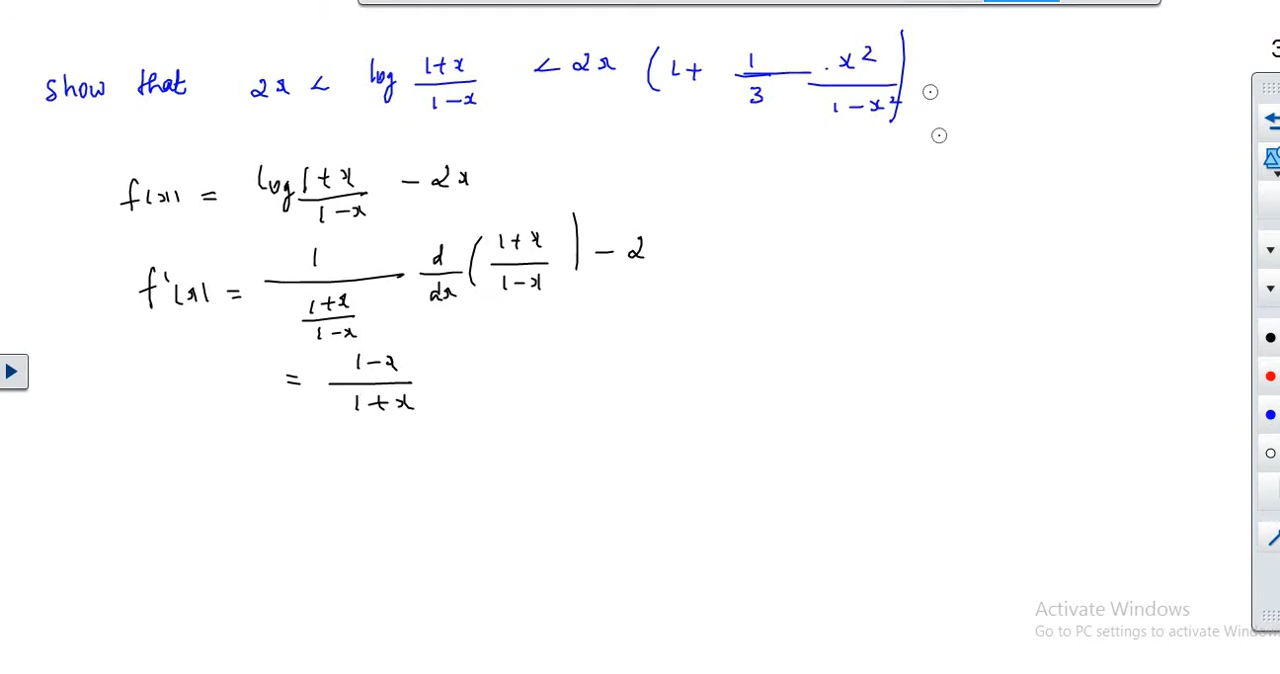 show that 2x < log (1+x)/(1-x) < 2x (1 + 1/3 · x²/(1-x²))
f(x) = log (1+x)/(1-x) - 2x
f'(x) = 1/((1+x)/(1-x)) d/dx ((1+x)/(1-x)) - 2
= (1-x)/(1+x)
Activate Windows
Go to PC settings to activate Windows